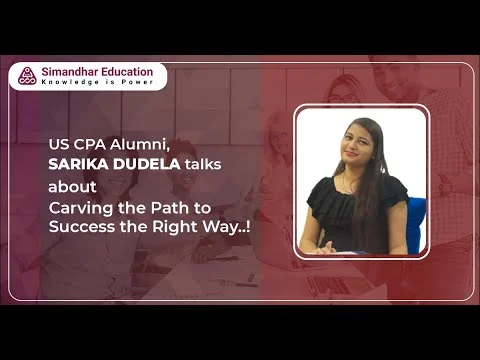 Simandhar Education
Knowledge is Power
US CPA Alumni,
SARIKA DUDELA talks
about
Carving the Path to
Success the Right Way..!